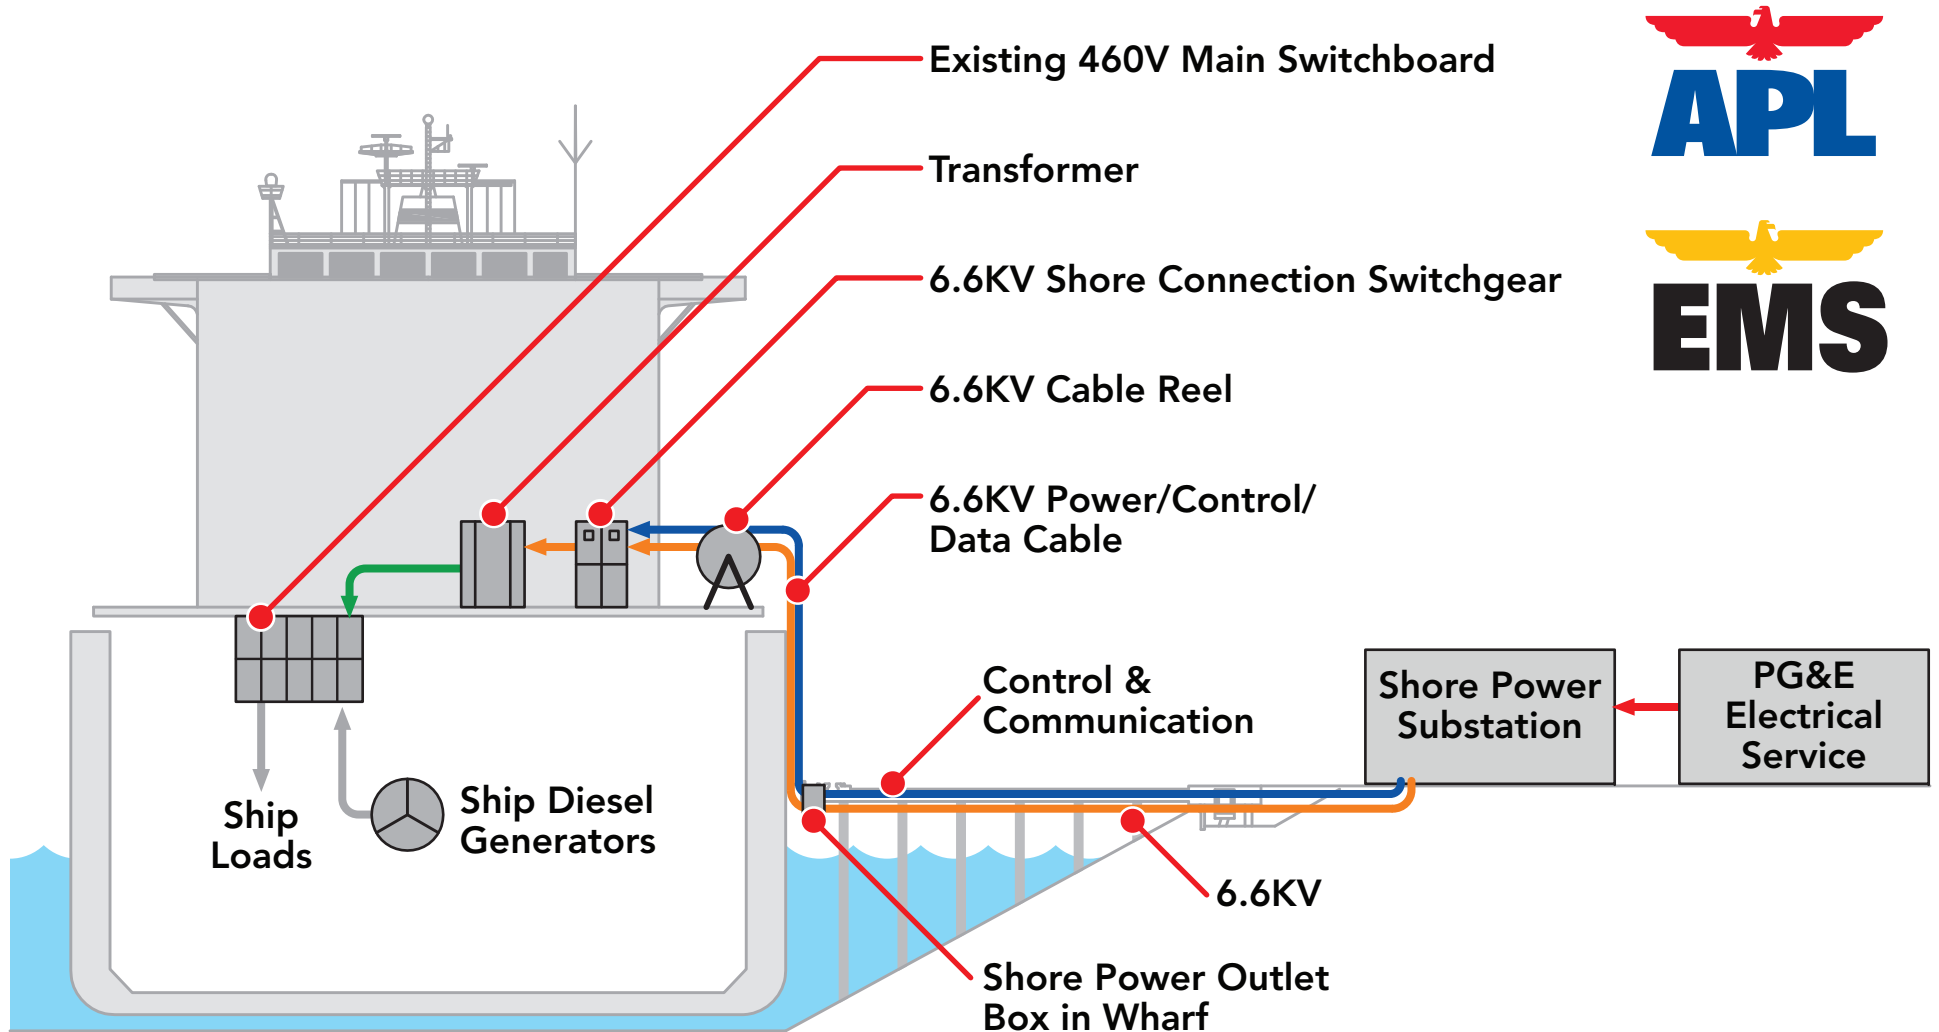 Existing 460V Main Switchboard
APL
Transformer
EMS
6.6KV Shore Connection Switchgear
6.6KV Cable Reel
6.6KV Power/Control/
Data Cable
Control &
Communication
Shore Power
Substation
PG&E
Electrical
Service
Ship
Loads
Ship Diesel
Generators
6.6KV
Shore Power Outlet
Box in Wharf